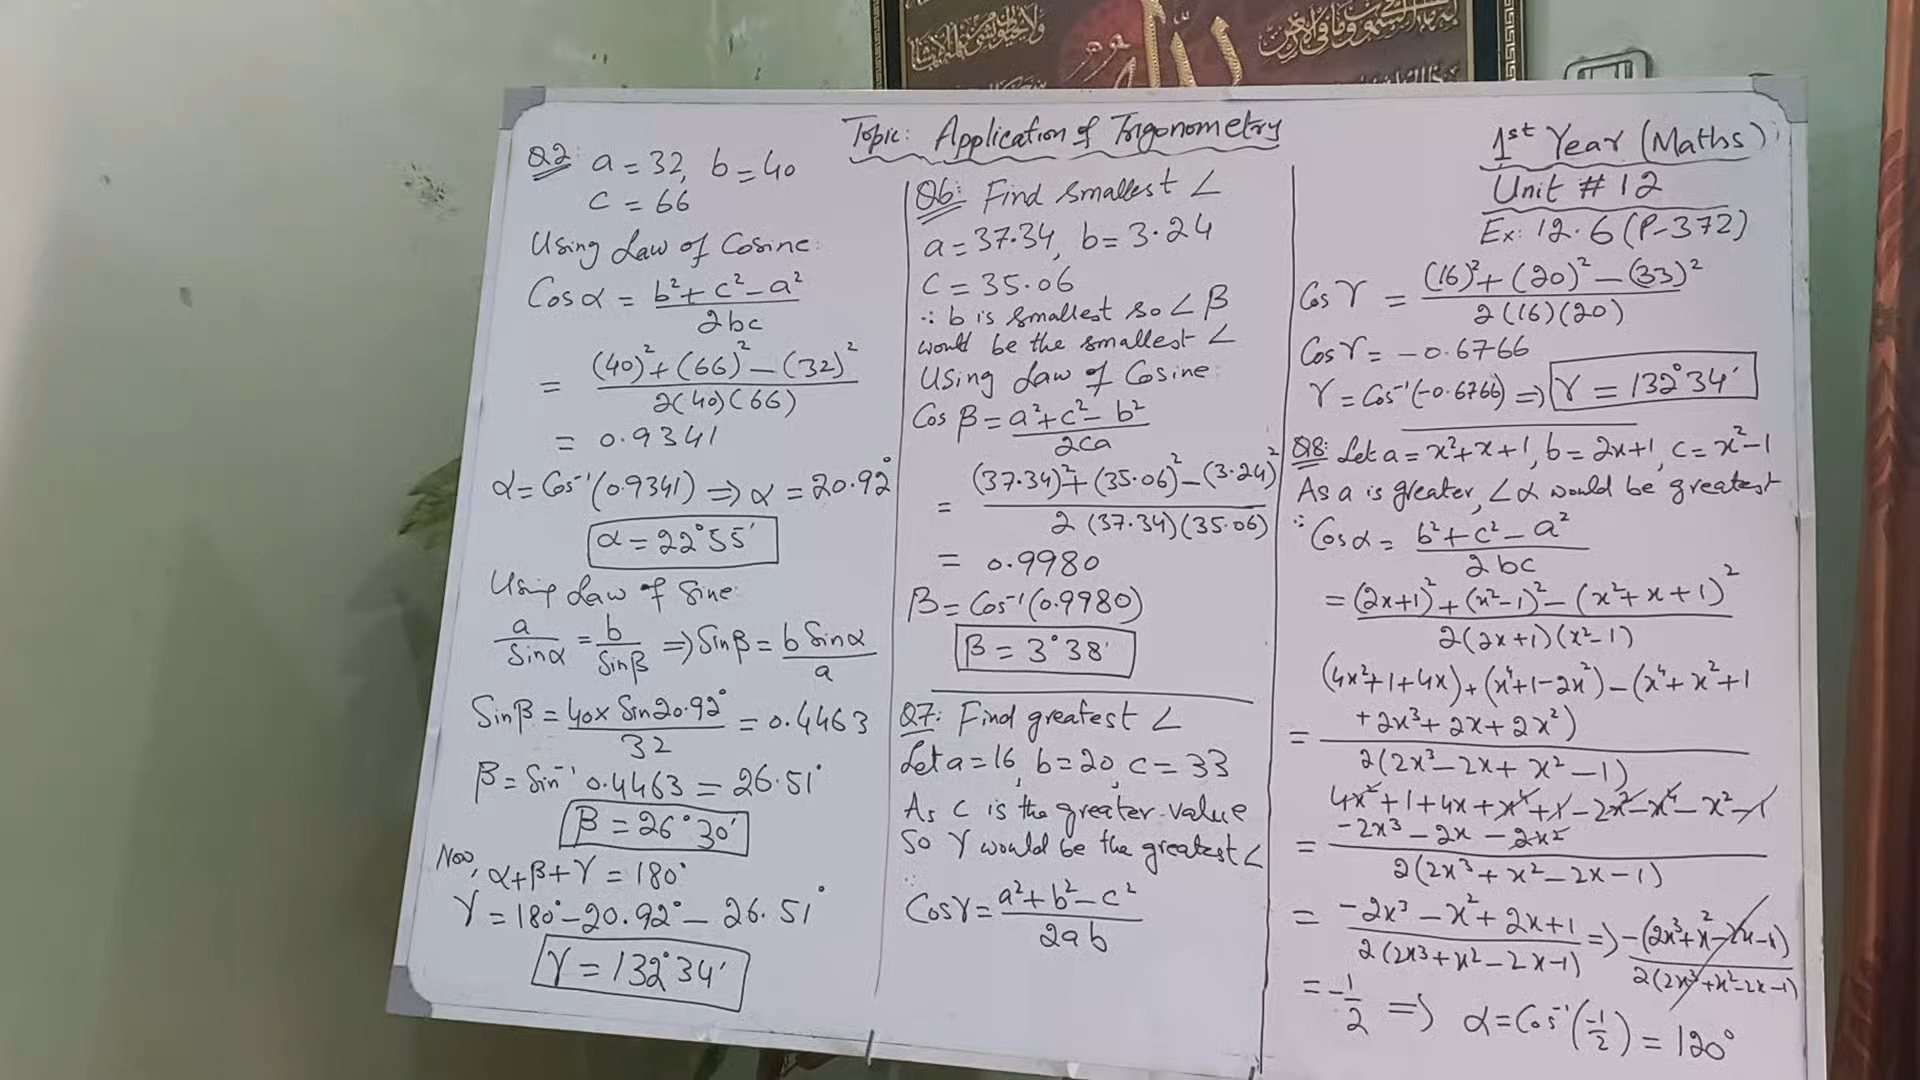 Topic: Application of Trigonometry
1st Year (Maths)
Unit # 12
Ex: 12.6 (P-372)
Q2: a = 32, b = 40
c = 66
Using Law of Cosine:
Cos α = b² + c² - a² / 2bc
= (40)² + (66)² - (32)² / 2(40)(66)
= 0.9341
α = Cos⁻¹(0.9341) => α = 20.92°
α = 22°55'
Using Law of Sine:
a / Sinα = b / Sinβ => Sinβ = b Sinα / a
Sinβ = 40 x Sin20.92° / 32 = 0.4463
β = Sin⁻¹ 0.4463 = 26.51°
β = 26°30'
Now, α + β + γ = 180°
γ = 180° - 20.92° - 26.51°
γ = 132°34'
Q6: Find smallest ∠
a = 37.34, b = 3.24
c = 35.06
∵ b is smallest so ∠ β
would be the smallest ∠
Using Law of Cosine:
Cos β = a² + c² - b² / 2ca
= (37.34)² + (35.06)² - (3.24)² / 2 (37.34)(35.06)
= 0.9980
β = Cos⁻¹(0.9980)
β = 3°38'
Q7: Find greatest ∠
Let a = 16, b = 20, c = 33
As c is the greater value
So γ would be the greatest ∠
∵
Cosγ = a² + b² - c² / 2ab
Cos γ = (16)² + (20)² - (33)² / 2(16)(20)
Cos γ = -0.6766
γ = Cos⁻¹(-0.6766) => γ = 132°34'
Q8: Let a = x² + x + 1, b = 2x + 1, c = x² - 1
As a is greater, ∠α would be greatest
∵ Cosα = b² + c² - a² / 2bc
= (2x+1)² + (x²-1)² - (x² + x + 1)² / 2(2x+1)(x²-1)
= (4x²+1+4x) + (x⁴+1-2x²) - (x⁴ + x² + 1
+ 2x³ + 2x + 2x²) / 2(2x³ - 2x + x² - 1)
= 4x² + 1 + 4x + x⁴ + 1 - 2x² - x⁴ - x² - 1
- 2x³ - 2x - 2x² / 2(2x³ + x² - 2x - 1)
= -2x³ - x² + 2x + 1 / 2(2x³ + x² - 2x - 1) => -(2x³ + x² - 2x - 1) / 2(2x³ + x² - 2x - 1)
= -1/2 => α = Cos⁻¹(-1/2) = 120°